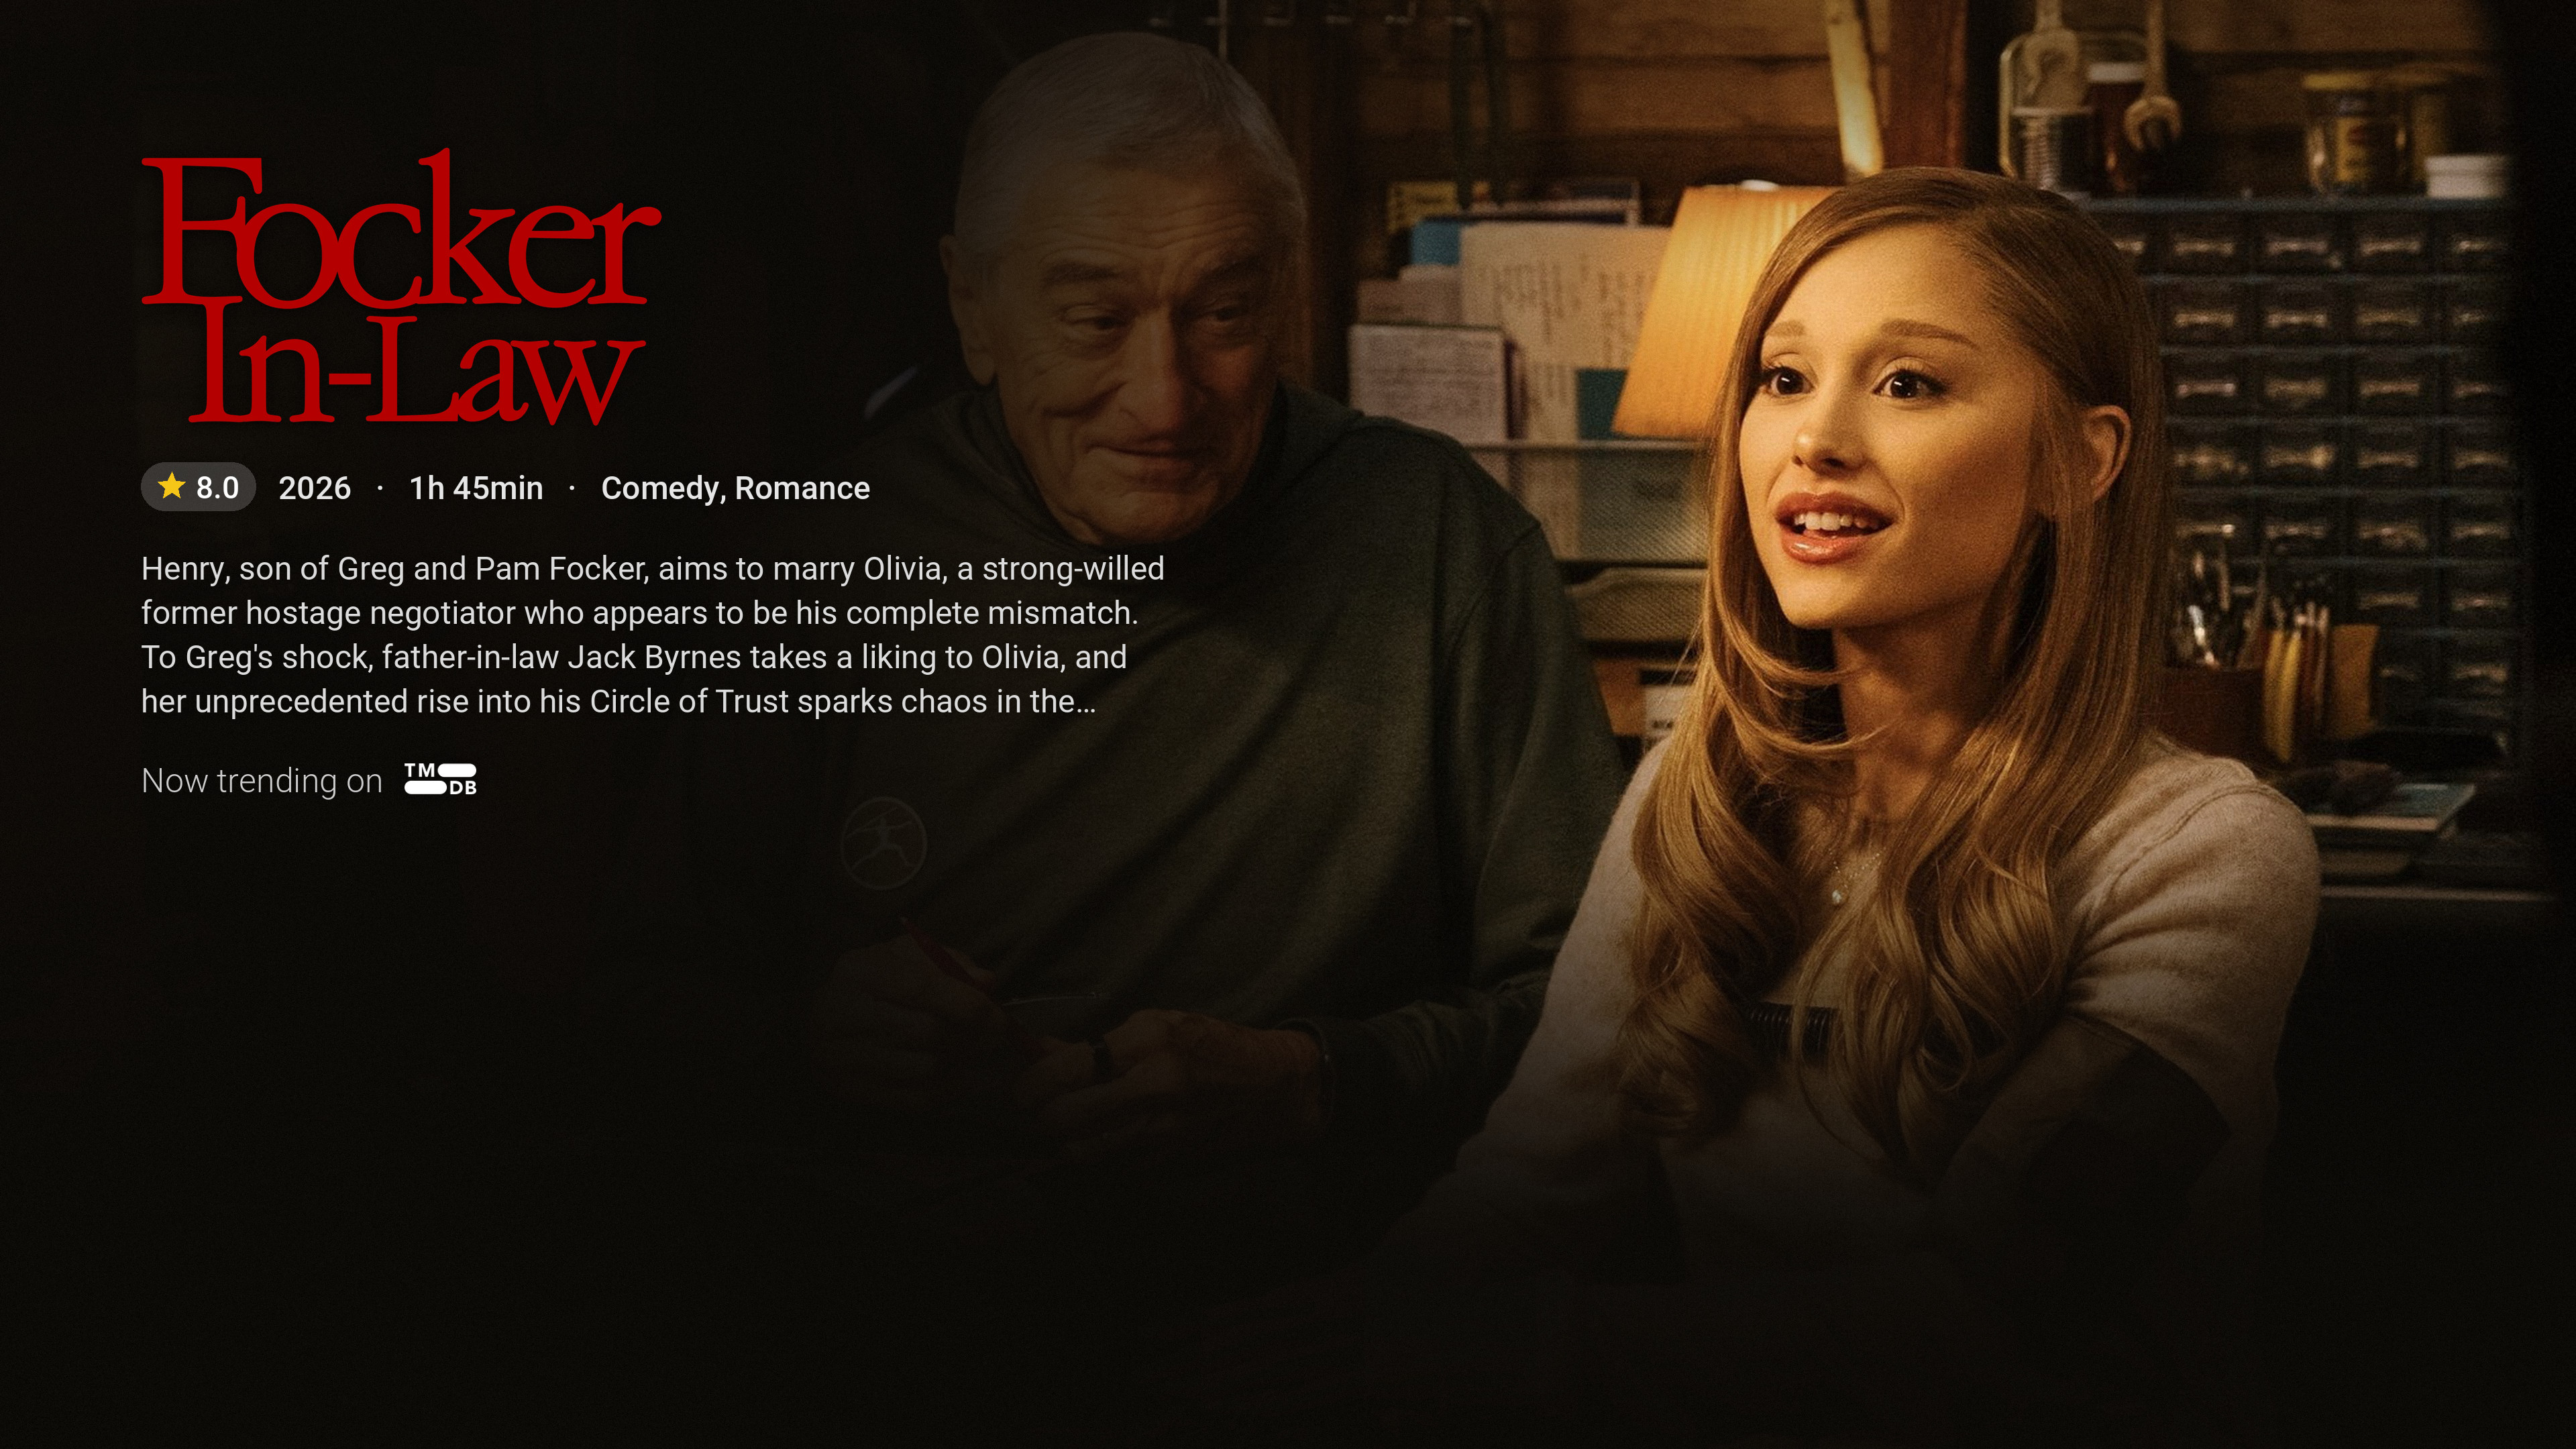 Focker
In-Law
8.0 2026 · 1h 45min · Comedy, Romance
Henry, son of Greg and Pam Focker, aims to marry Olivia, a strong-willed
former hostage negotiator who appears to be his complete mismatch.
To Greg's shock, father-in-law Jack Byrnes takes a liking to Olivia, and
her unprecedented rise into his Circle of Trust sparks chaos in the…
Now trending on TMDB